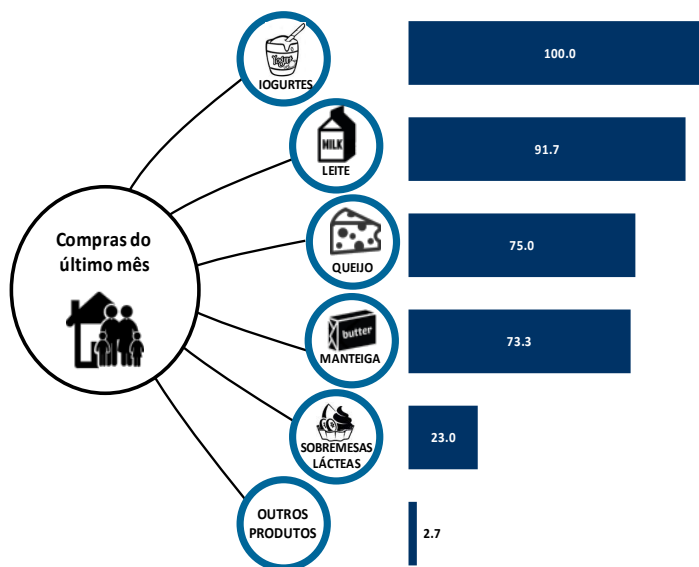 Yogurt
IOGURTES
100.0
MILK
LEITE
91.7
Compras do
último mês
QUEIJO
75.0
butter
MANTEIGA
73.3
SOBREMESAS
LÁCTEAS
23.0
OUTROS
PRODUTOS
2.7